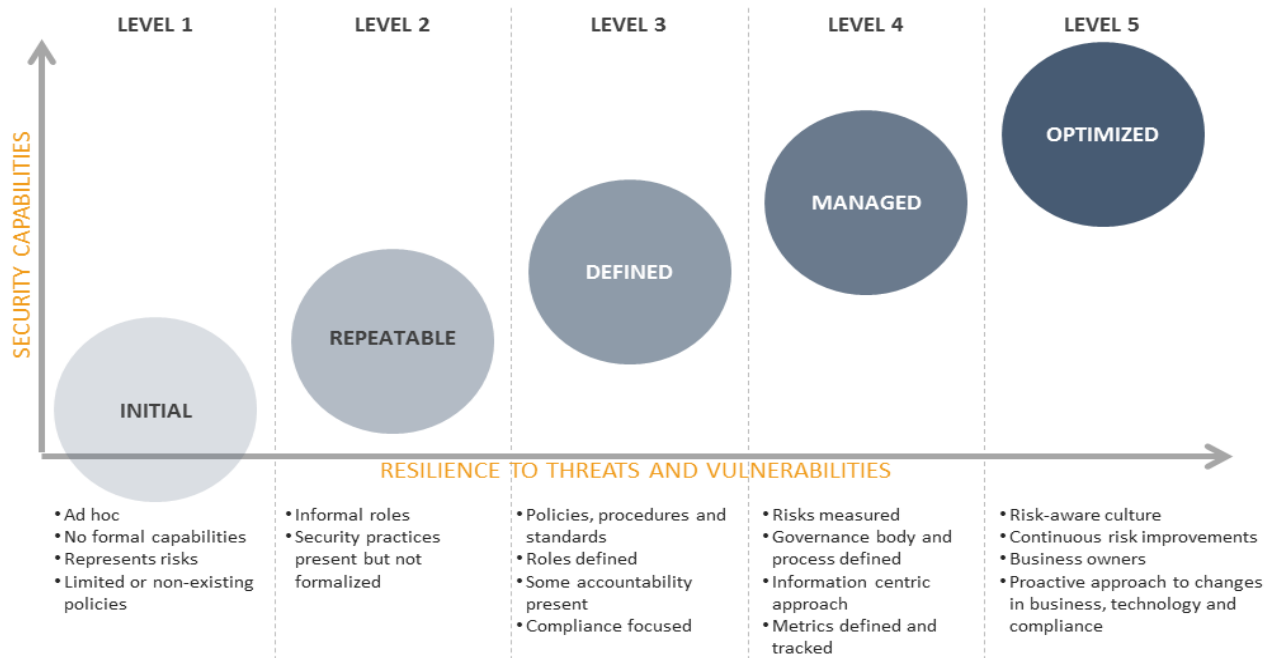 LEVEL 1
LEVEL 2
LEVEL 3
LEVEL 4
LEVEL 5
SECURITY CAPABILITIES
INITIAL
REPEATABLE
DEFINED
MANAGED
OPTIMIZED
RESILIENCE TO THREATS AND VULNERABILITIES
• Ad hoc
• No formal capabilities
• Represents risks
• Limited or non-existing
policies
• Informal roles
• Security practices
present but not
formalized
• Policies, procedures and
standards
• Roles defined
• Some accountability
present
• Compliance focused
• Risks measured
• Governance body and
process defined
• Information centric
approach
• Metrics defined and
tracked
• Risk-aware culture
• Continuous risk improvements
• Business owners
• Proactive approach to changes
in business, technology and
compliance